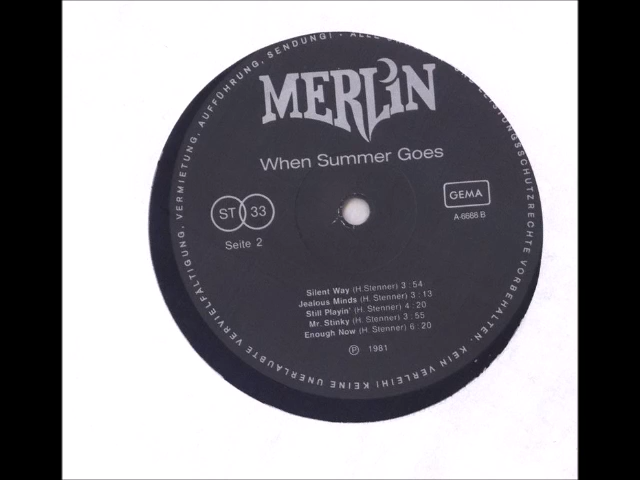 MERLIN
When Summer Goes
ST 33
Seite 2
GEMA
A-6668 B
Silent Way (H. Stenner) 3:54
Jealous Minds (H. Stenner) 3:13
Still Playin' (H. Stenner) 4:20
Mr. Stinky (H. Stenner) 3:55
Enough Now (H. Stenner) 6:20
℗ 1981
KEIN VERLEIH! KEINE UNERLAUBTE VERVIELFÄLTIGUNG, VERMIETUNG, AUFFÜHRUNG, SENDUNG! · ALLE LEISTUNGSSCHUTZRECHTE VORBEHALTEN.